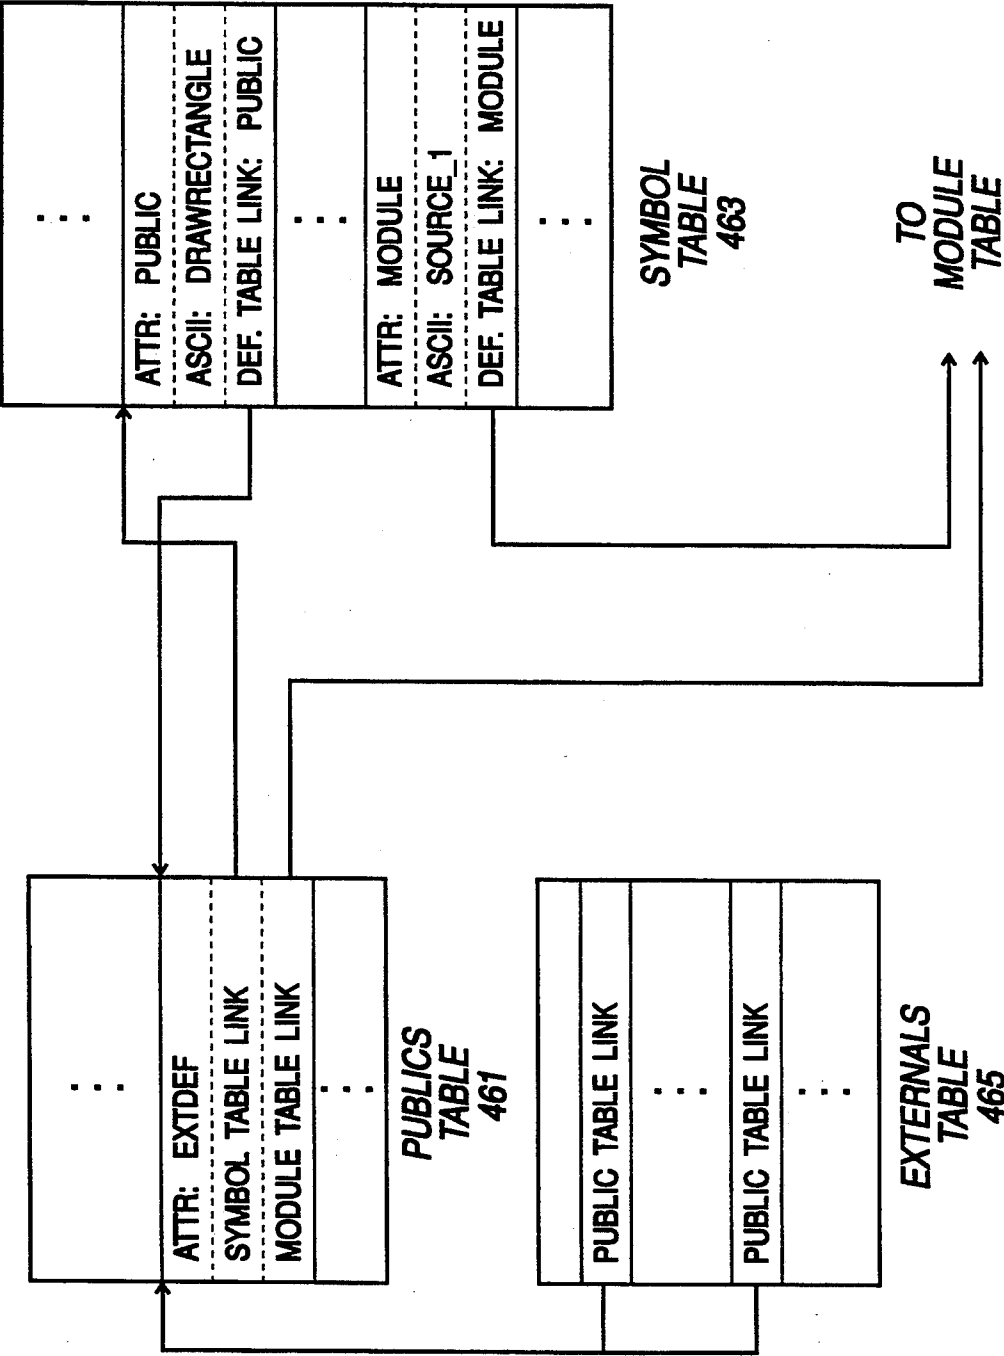 ...
ATTR: EXTDEF
SYMBOL TABLE LINK
MODULE TABLE LINK
...
PUBLICS
TABLE
461
PUBLIC TABLE LINK
...
PUBLIC TABLE LINK
...
EXTERNALS
TABLE
465
...
ATTR: PUBLIC
ASCII: DRAWRECTANGLE
DEF. TABLE LINK: PUBLIC
...
ATTR: MODULE
ASCII: SOURCE_1
DEF. TABLE LINK: MODULE
...
SYMBOL
TABLE
463
TO
MODULE
TABLE